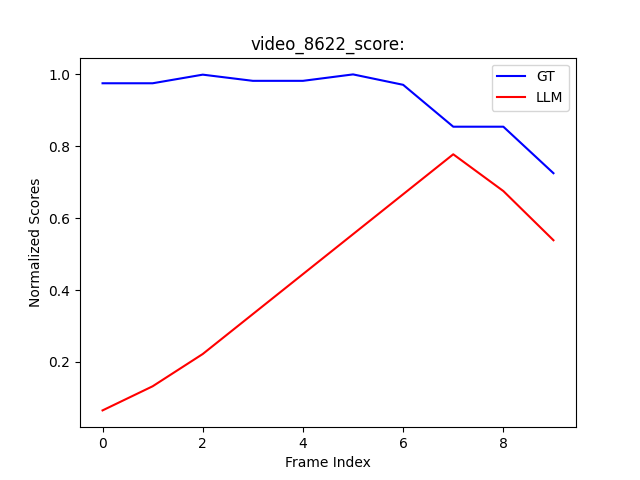 video_8622_score:
GT
LLM
Normalized Scores
1.0
0.8
0.6
0.4
0.2
0 2 4 6 8
Frame Index